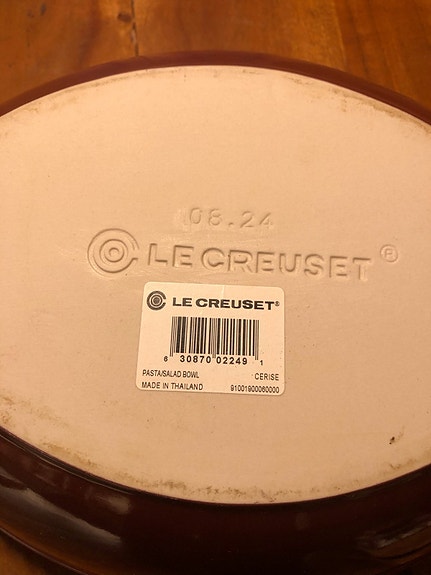 08.24
LE CREUSET®
LE CREUSET®
6 30870 02249 1
PASTA/SALAD BOWL CERISE
MADE IN THAILAND 91001900060000